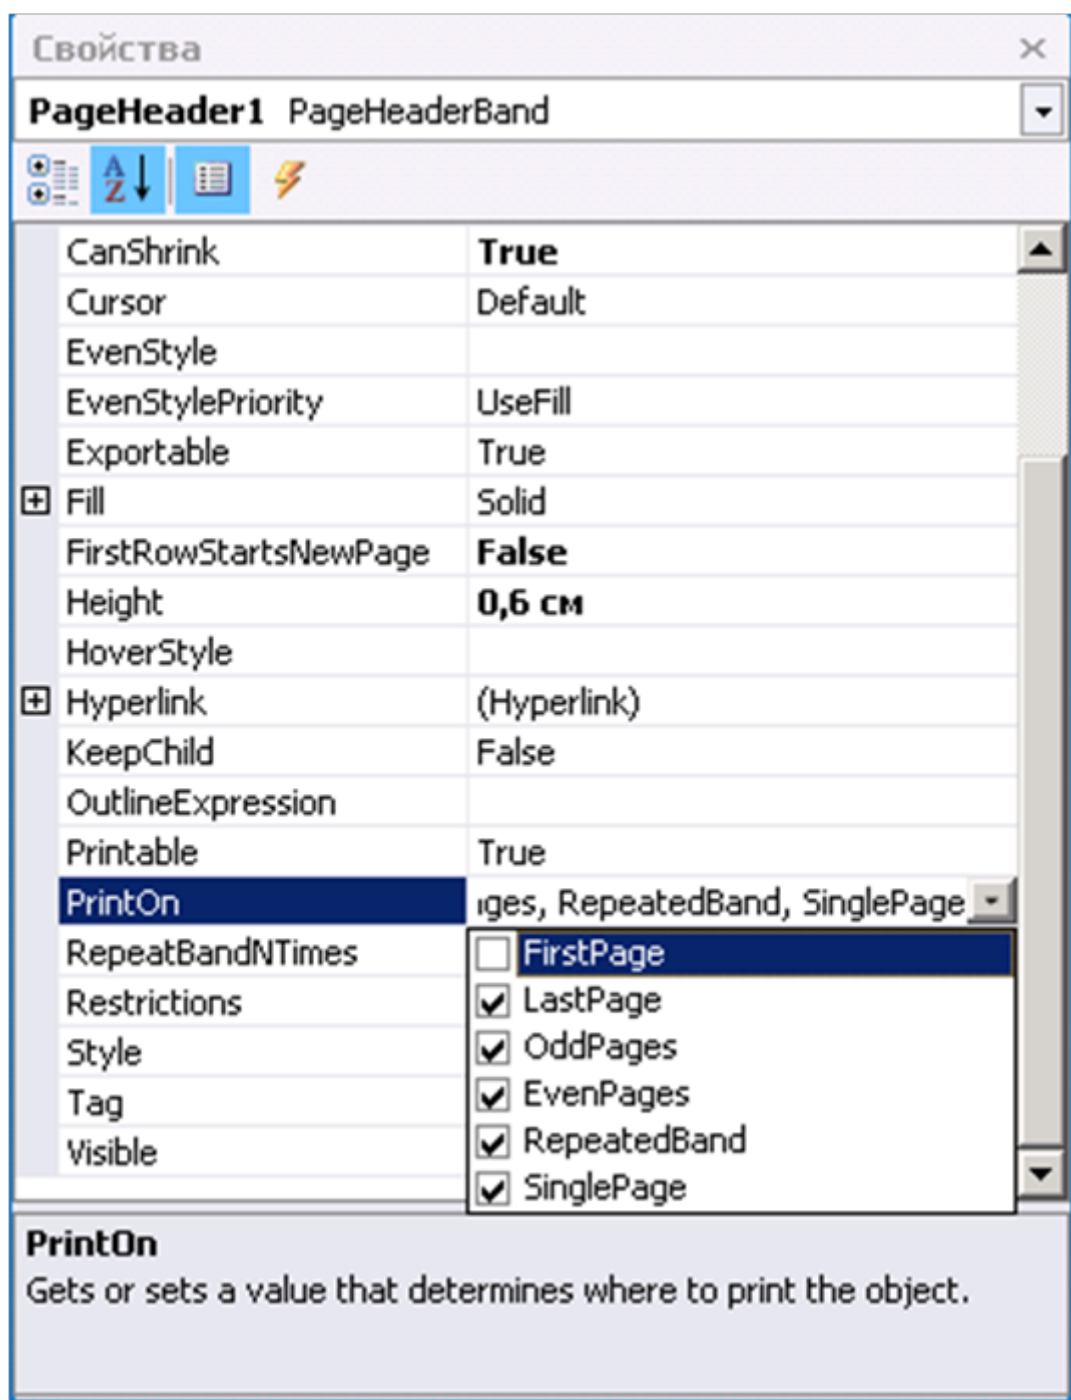 Свойства
PageHeader1 PageHeaderBand
CanShrink True
Cursor Default
EvenStyle
EvenStylePriority UseFill
Exportable True
Fill Solid
FirstRowStartsNewPage False
Height 0,6 см
HoverStyle
Hyperlink (Hyperlink)
KeepChild False
OutlineExpression
Printable True
PrintOn ges, RepeatedBand, SinglePage
RepeatBandNTimes FirstPage
Restrictions LastPage
Style OddPages
Tag EvenPages
Visible RepeatedBand
SinglePage
PrintOn
Gets or sets a value that determines where to print the object.